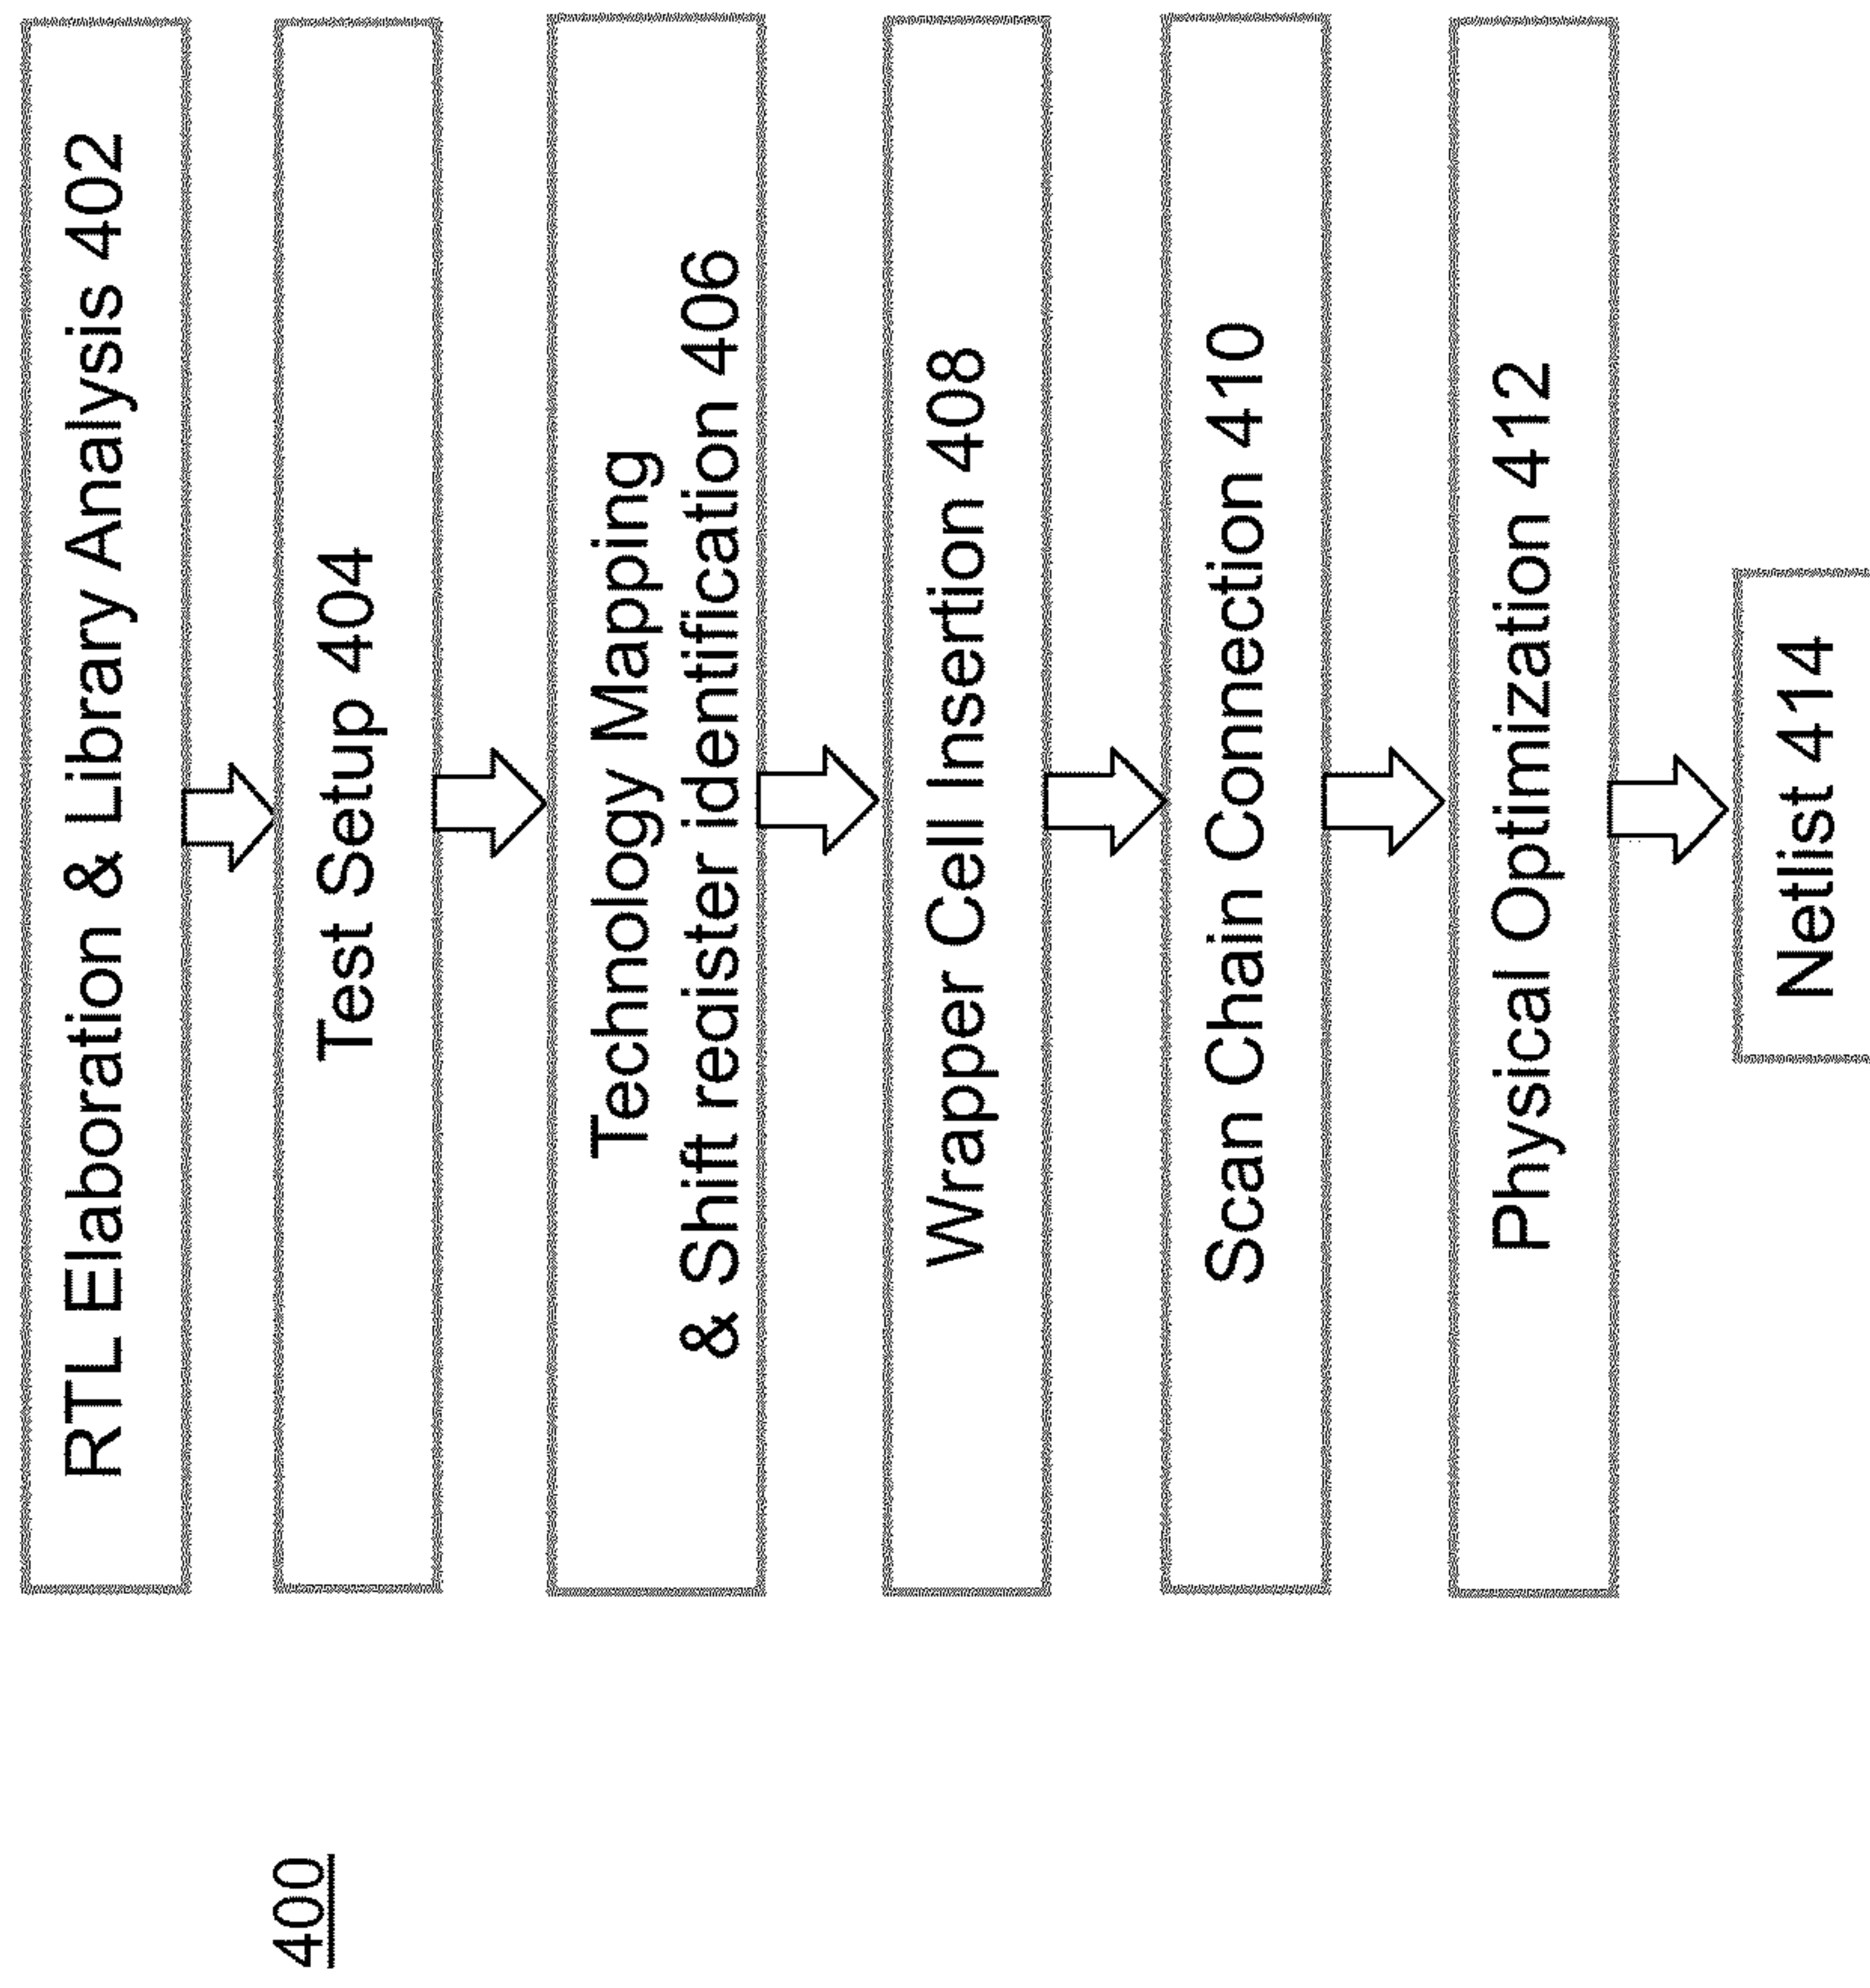 400
RTL Elaboration & Library Analysis 402
Test Setup 404
Technology Mapping
& Shift register identification 406
Wrapper Cell Insertion 408
Scan Chain Connection 410
Physical Optimization 412
Netlist 414